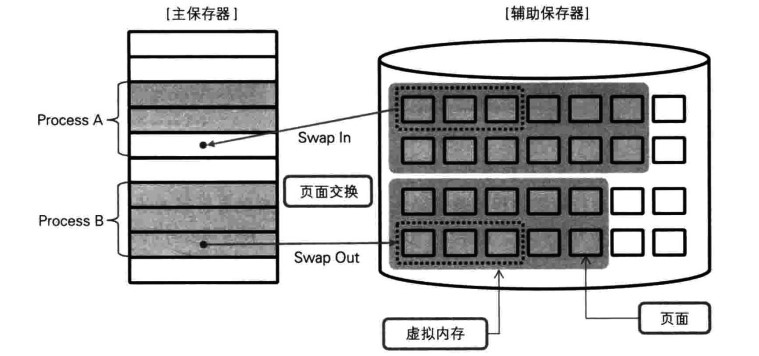 [主保存器]
[辅助保存器]
Process A
Swap In
页面交换
Process B
Swap Out
页面
虚拟内存